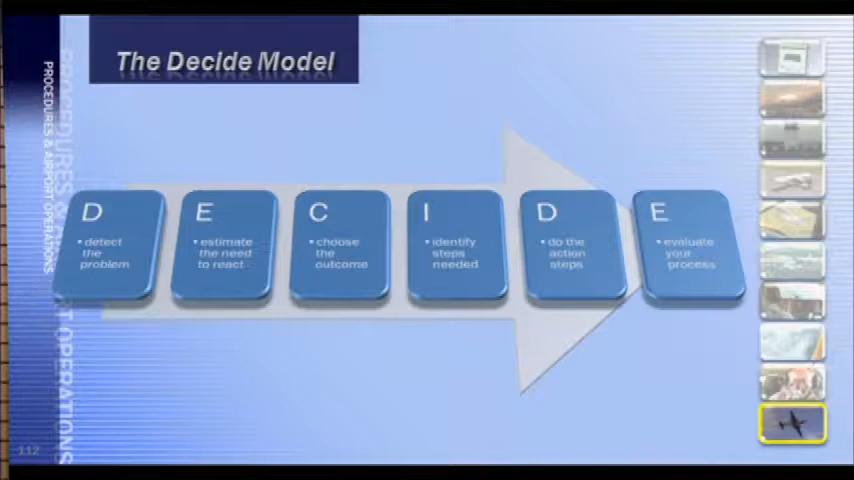 The Decide Model
PROCEDURES & AIRPORT OPERATIONS
D
• detect
the
problem
E
• estimate
the need
to react
C
• choose
the
outcome
I
• identify
steps
needed
D
• do the
action
steps
E
• evaluate
your
process
112